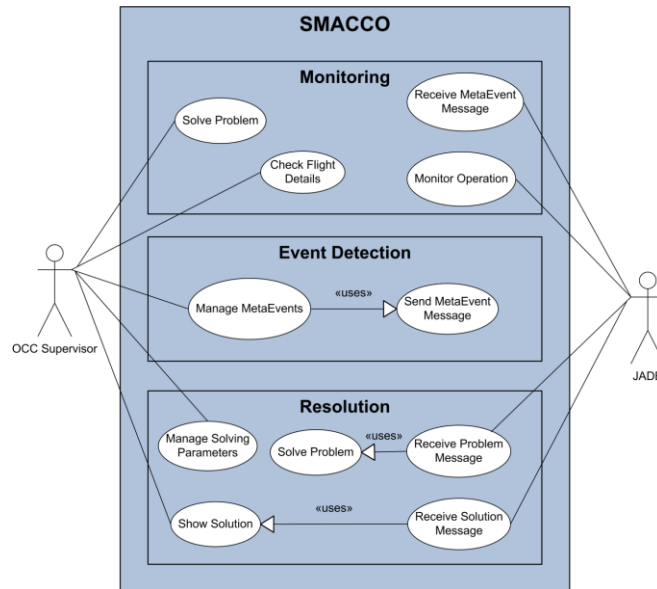 SMACCO
Monitoring
Solve Problem
Receive MetaEvent
Message
Check Flight
Details
Monitor Operation
Event Detection
Manage MetaEvents
«uses»
Send MetaEvent
Message
OCC Supervisor
JADE
Resolution
Manage Solving
Parameters
Solve Problem
«uses»
Receive Problem
Message
Show Solution
«uses»
Receive Solution
Message